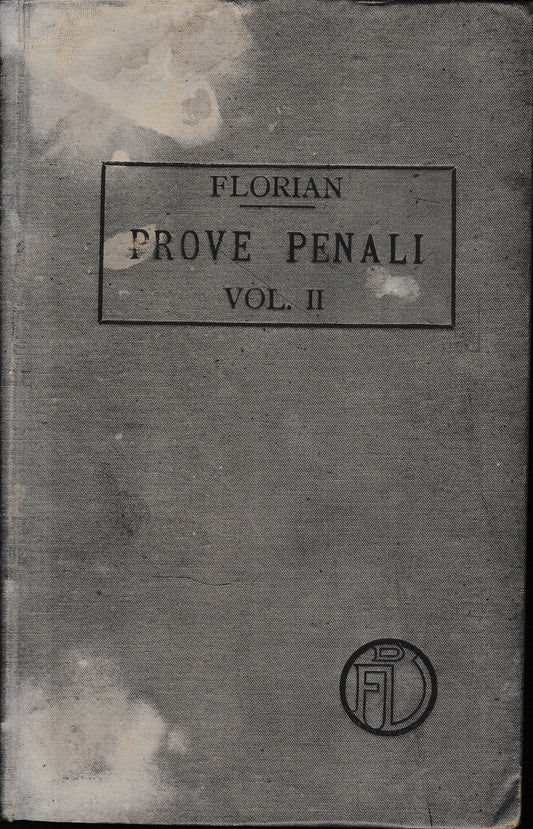 FLORIAN
PROVE PENALI
VOL. II